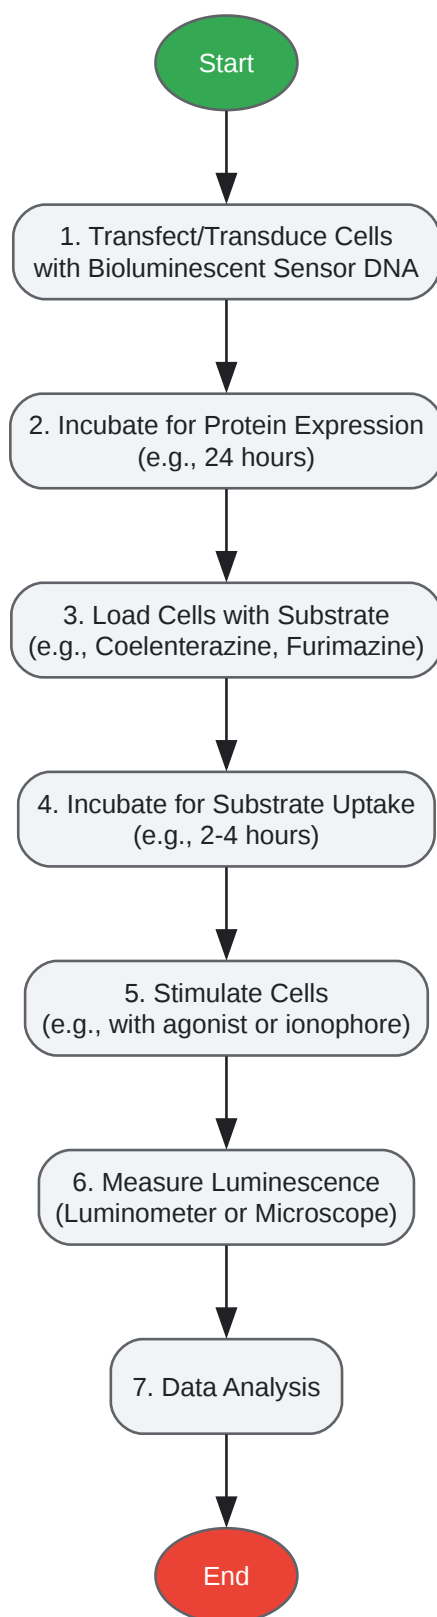 Start
1. Transfect/Transduce Cells
with Bioluminescent Sensor DNA
2. Incubate for Protein Expression
(e.g., 24 hours)
3. Load Cells with Substrate
(e.g., Coelenterazine, Furimazine)
4. Incubate for Substrate Uptake
(e.g., 2-4 hours)
5. Stimulate Cells
(e.g., with agonist or ionophore)
6. Measure Luminescence
(Luminometer or Microscope)
7. Data Analysis
End